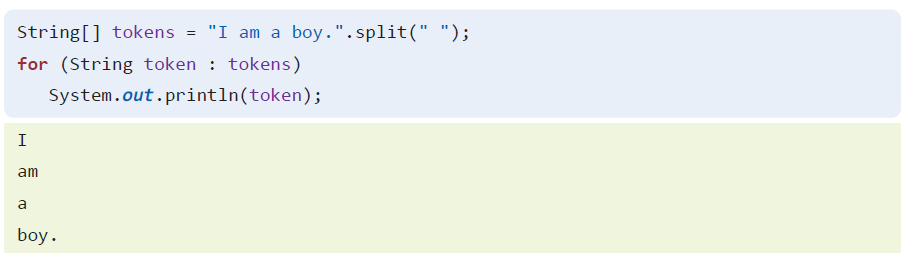 String[] tokens = "I am a boy.".split(" ");
for (String token : tokens)
   System.out.println(token);
I
am
a
boy.